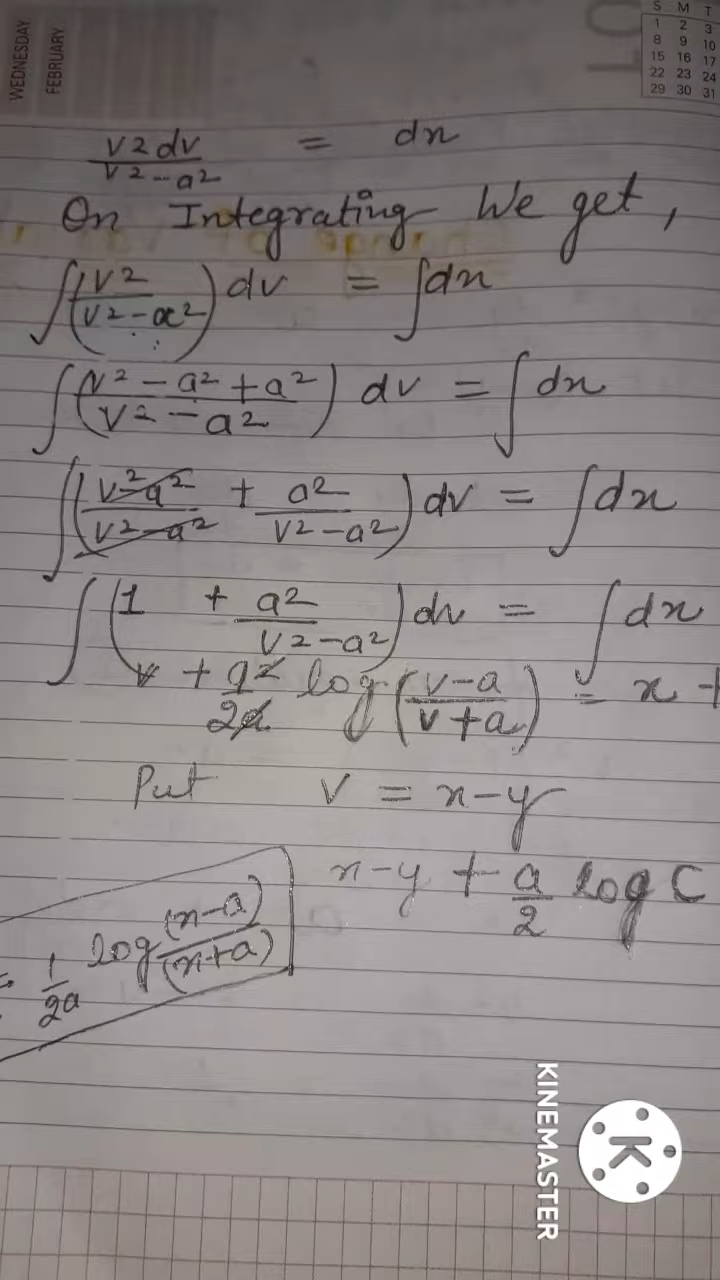 WEDNESDAY
FEBRUARY
S M T
1 2 3
8 9 10
15 16 17
22 23 24
29 30 31
v2 dv / v2 - a2 = dx
On Integrating We get,
∫(v2 / v2 - a2) dv = ∫dx
∫(v2 - a2 + a2 / v2 - a2) dv = ∫dx
∫(v2 - a2 / v2 - a2 + a2 / v2 - a2) dv = ∫dx
∫(1 + a2 / v2 - a2) dv = ∫dx
v + a2 / 2a log(v - a / v + a) = x +
Put v = x - y
x - y + a / 2 log C
= 1 / 2a log (x - a) / (x + a)
KINEMASTER